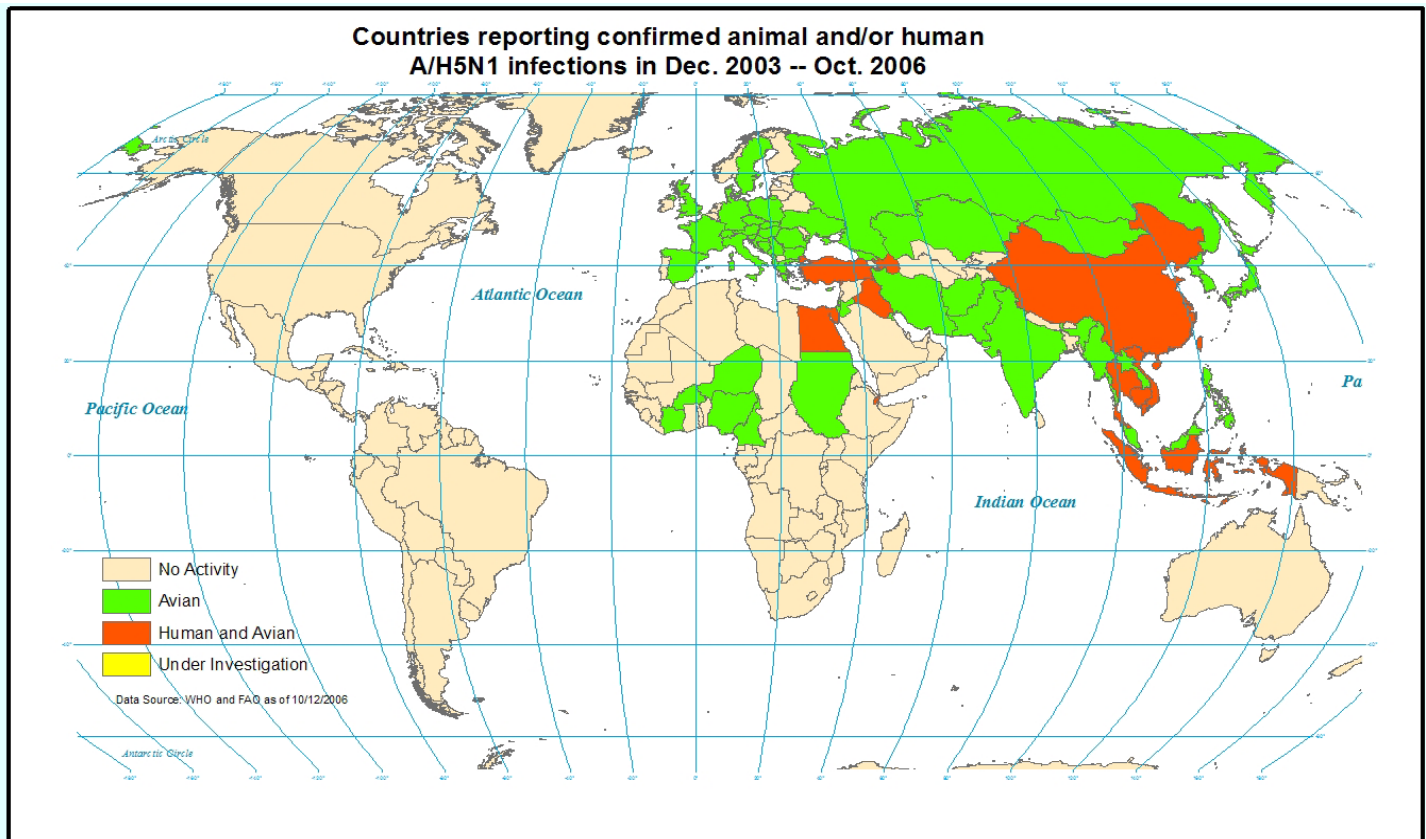 Countries reporting confirmed animal and/or human
A/H5N1 infections in Dec. 2003 -- Oct. 2006
Arctic Circle
Atlantic Ocean
Pacific Ocean
Pa
Indian Ocean
No Activity
Avian
Human and Avian
Under Investigation
Data Source: WHO and FAO as of 10/12/2006
Antarctic Circle